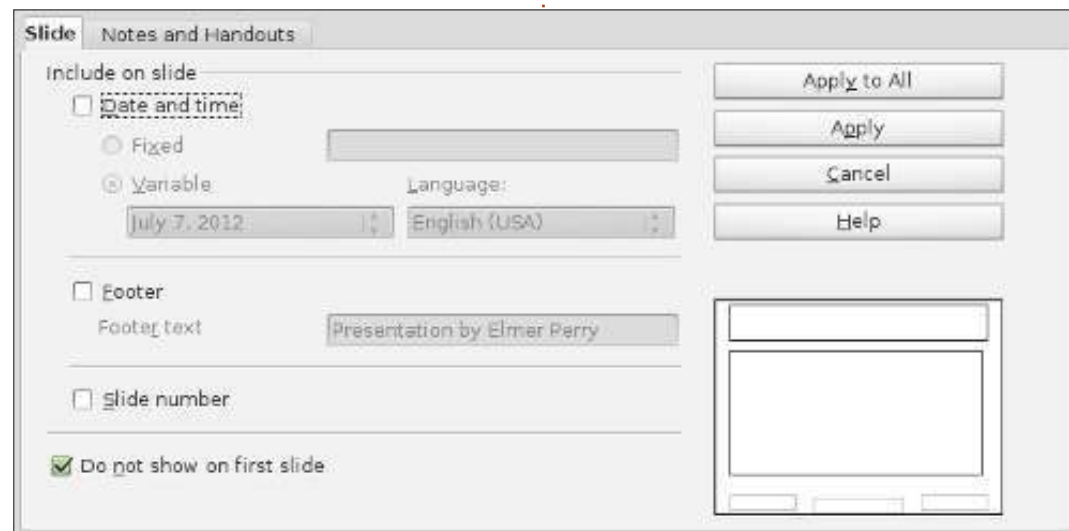 Slide Notes and Handouts
Include on slide
Date and time
Fixed
Variable
Language:
July 7, 2012
English (USA)
Footer
Footer text
Presentation by Elmer Perry
Slide number
Do not show on first slide
Apply to All
Apply
Cancel
Help